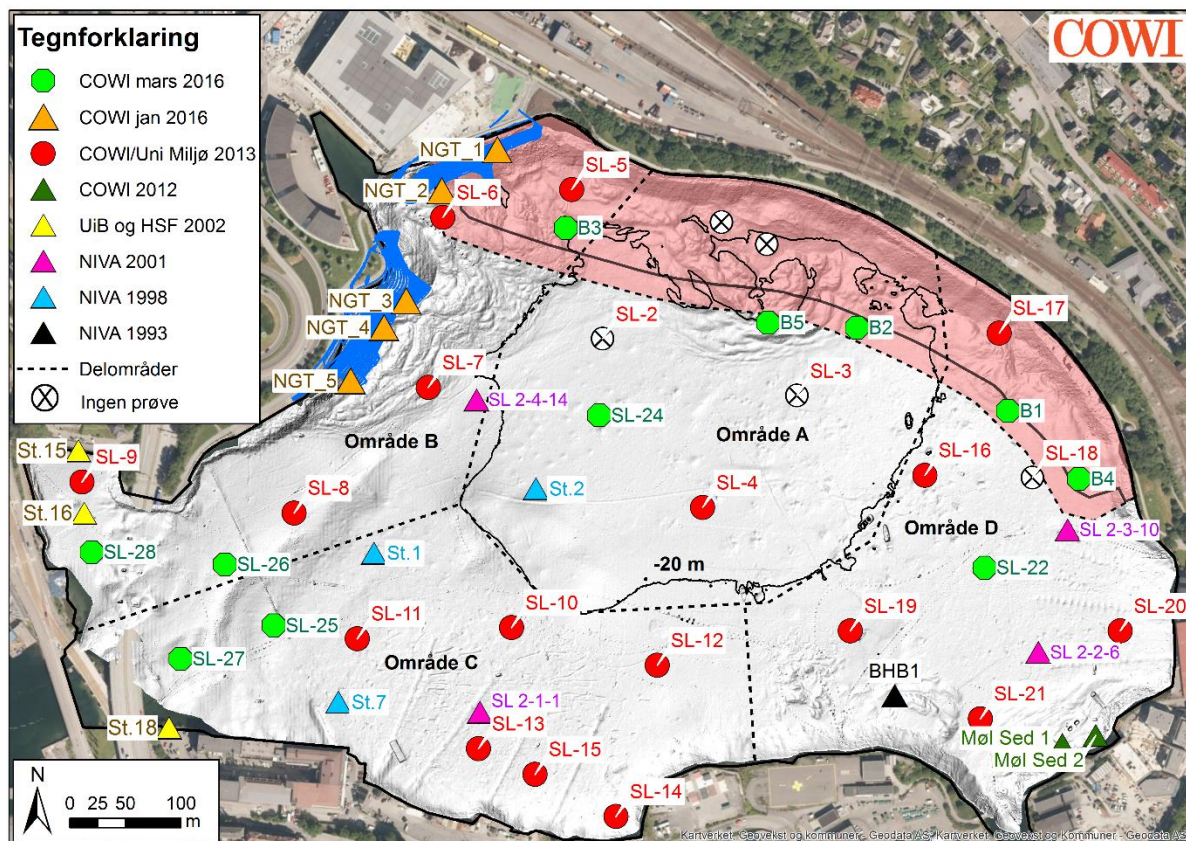 Tegnforklaring
COWI mars 2016
COWI jan 2016
COWI/Uni Miljø 2013
COWI 2012
UiB og HSF 2002
NIVA 2001
NIVA 1998
NIVA 1993
Delområder
Ingen prøve
COWI
NGT_1
NGT_2
SL-6
SL-5
B3
NGT_3
NGT_4
NGT_5
SL-2
B5
B2
SL-17
SL-7
SL 2-4-14
SL-3
B1
SL-24
Område B
Område A
St.15
SL-9
SL-16
SL-18
B4
St.16
SL-8
St.2
SL-4
Område D
SL 2-3-10
SL-28
SL-26
St.1
-20 m
SL-22
SL-25
SL-11
SL-10
SL-19
SL-20
SL-27
Område C
SL-12
SL 2-2-6
St.7
SL 2-1-1
BHB1
SL-21
St.18
SL-13
Møl Sed 1
Møl Sed 2
SL-15
SL-14
N
0 25 50 100
m
Kartverket, Geovekst og kommuner - Geodata AS, Kartverket, Geovekst og Kommuner - Geodata AS